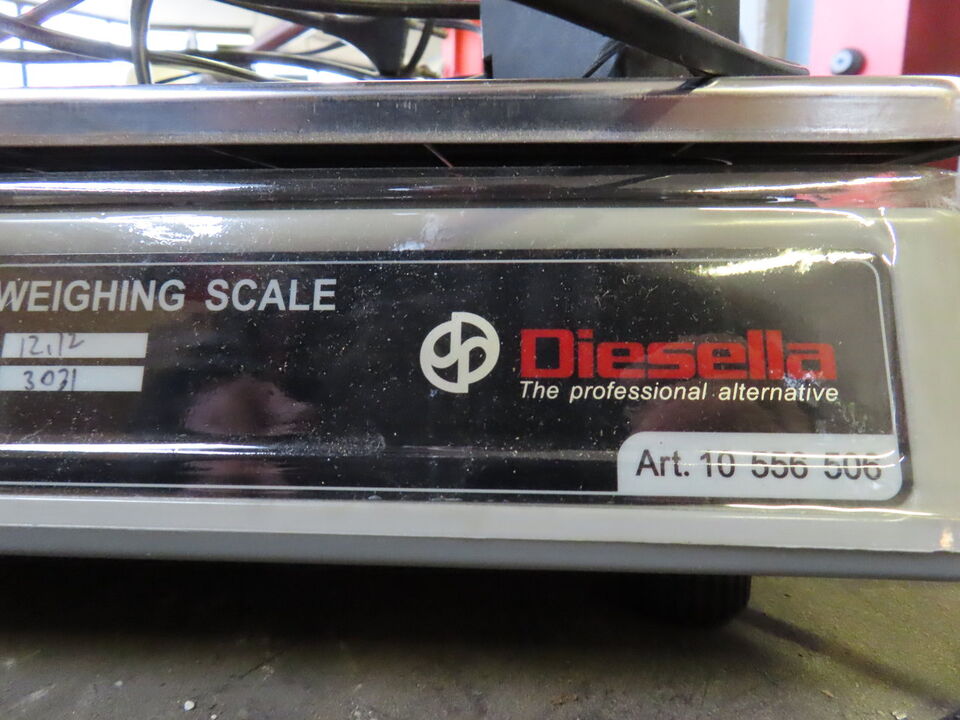 WEIGHING SCALE
12,12
3031
Diesella
The professional alternative
Art. 10 556 506